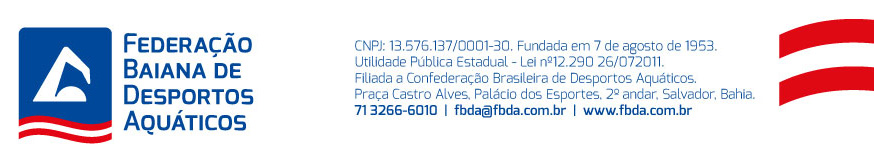 FEDERAÇÃO
BAIANA DE
DESPORTOS
AQUÁTICOS
CNPJ: 13.576.137/0001-30. Fundada em 7 de agosto de 1953.
Utilidade Pública Estadual - Lei nº12.290 26/072011.
Filiada a Confederação Brasileira de Desportos Aquáticos.
Praça Castro Alves, Palácio dos Esportes, 2º andar, Salvador, Bahia.
71 3266-6010 | fbda@fbda.com.br | www.fbda.com.br